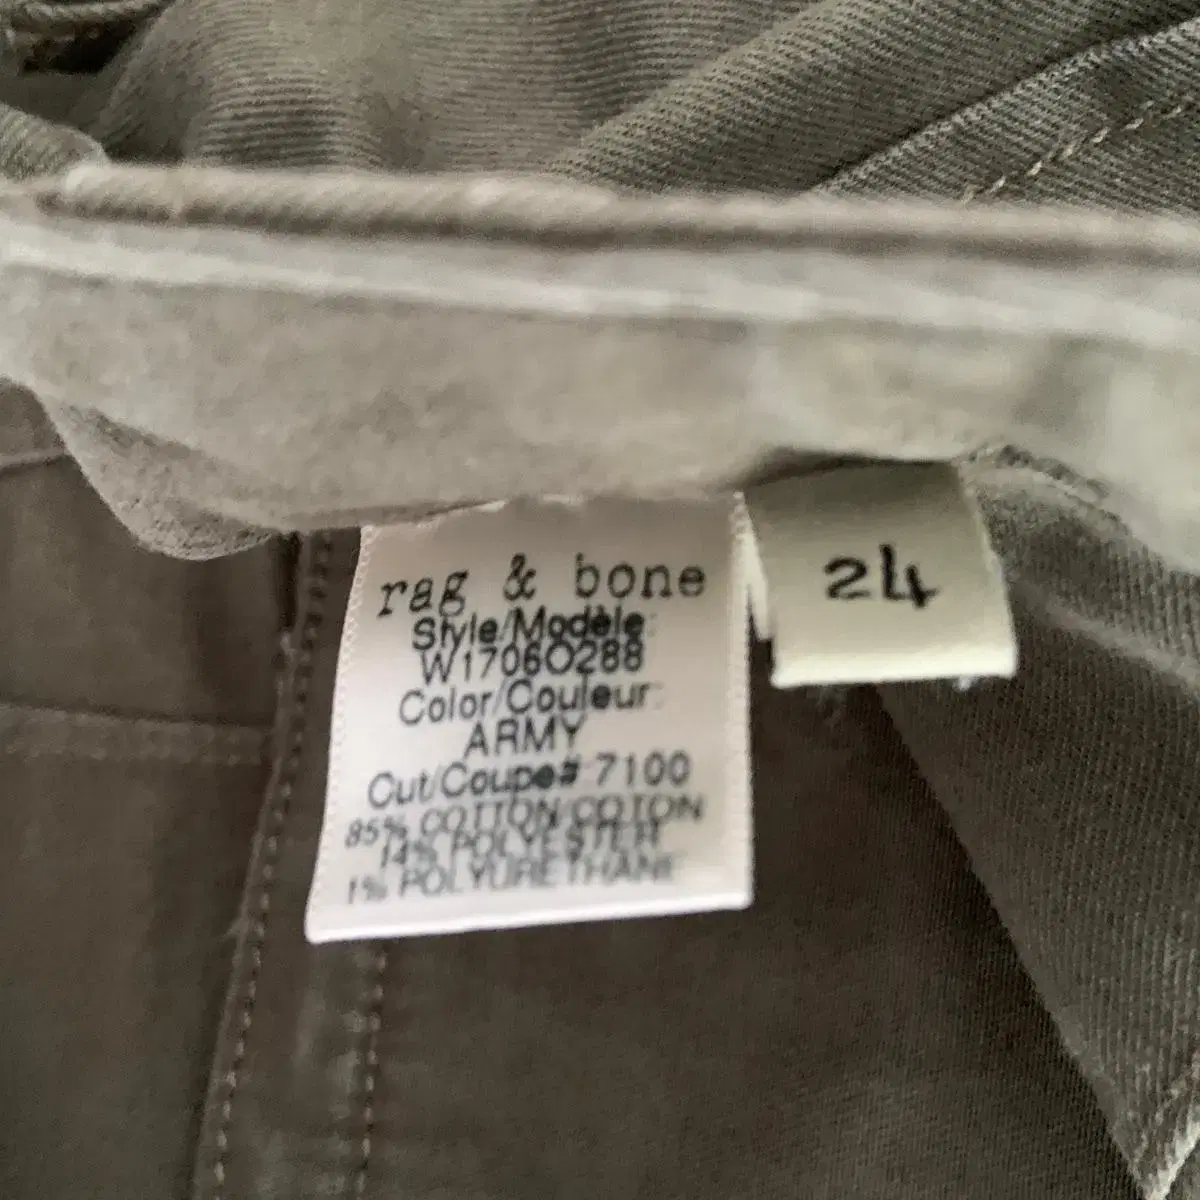 rag & bone
Style/Modèle:
W1706O288
Color/Couleur:
ARMY
Cut/Coupe# 7100
85% COTTON/COTON
14% POLYESTER
1% POLYURETHANE
24